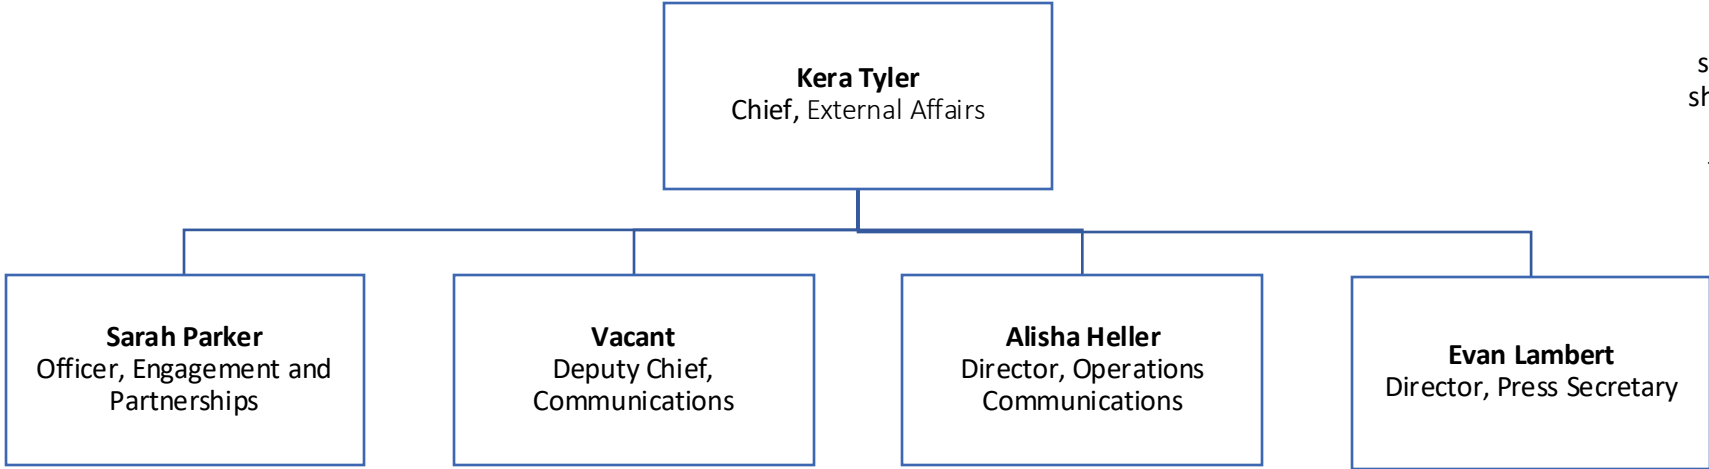 Kera Tyler
Chief, External Affairs
Sarah Parker
Officer, Engagement and
Partnerships
Vacant
Deputy Chief,
Communications
Alisha Heller
Director, Operations
Communications
Evan Lambert
Director, Press Secretary